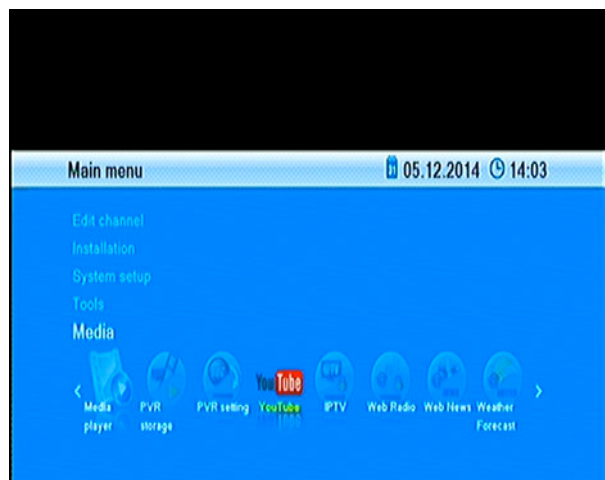 Main menu 05.12.2014 14:03
Edit channel
Installation
System setup
Tools
Media
YouTube
Media player
PVR storage
PVR setting
YouTube
IPTV
Web Radio
Web News
Weather Forecast